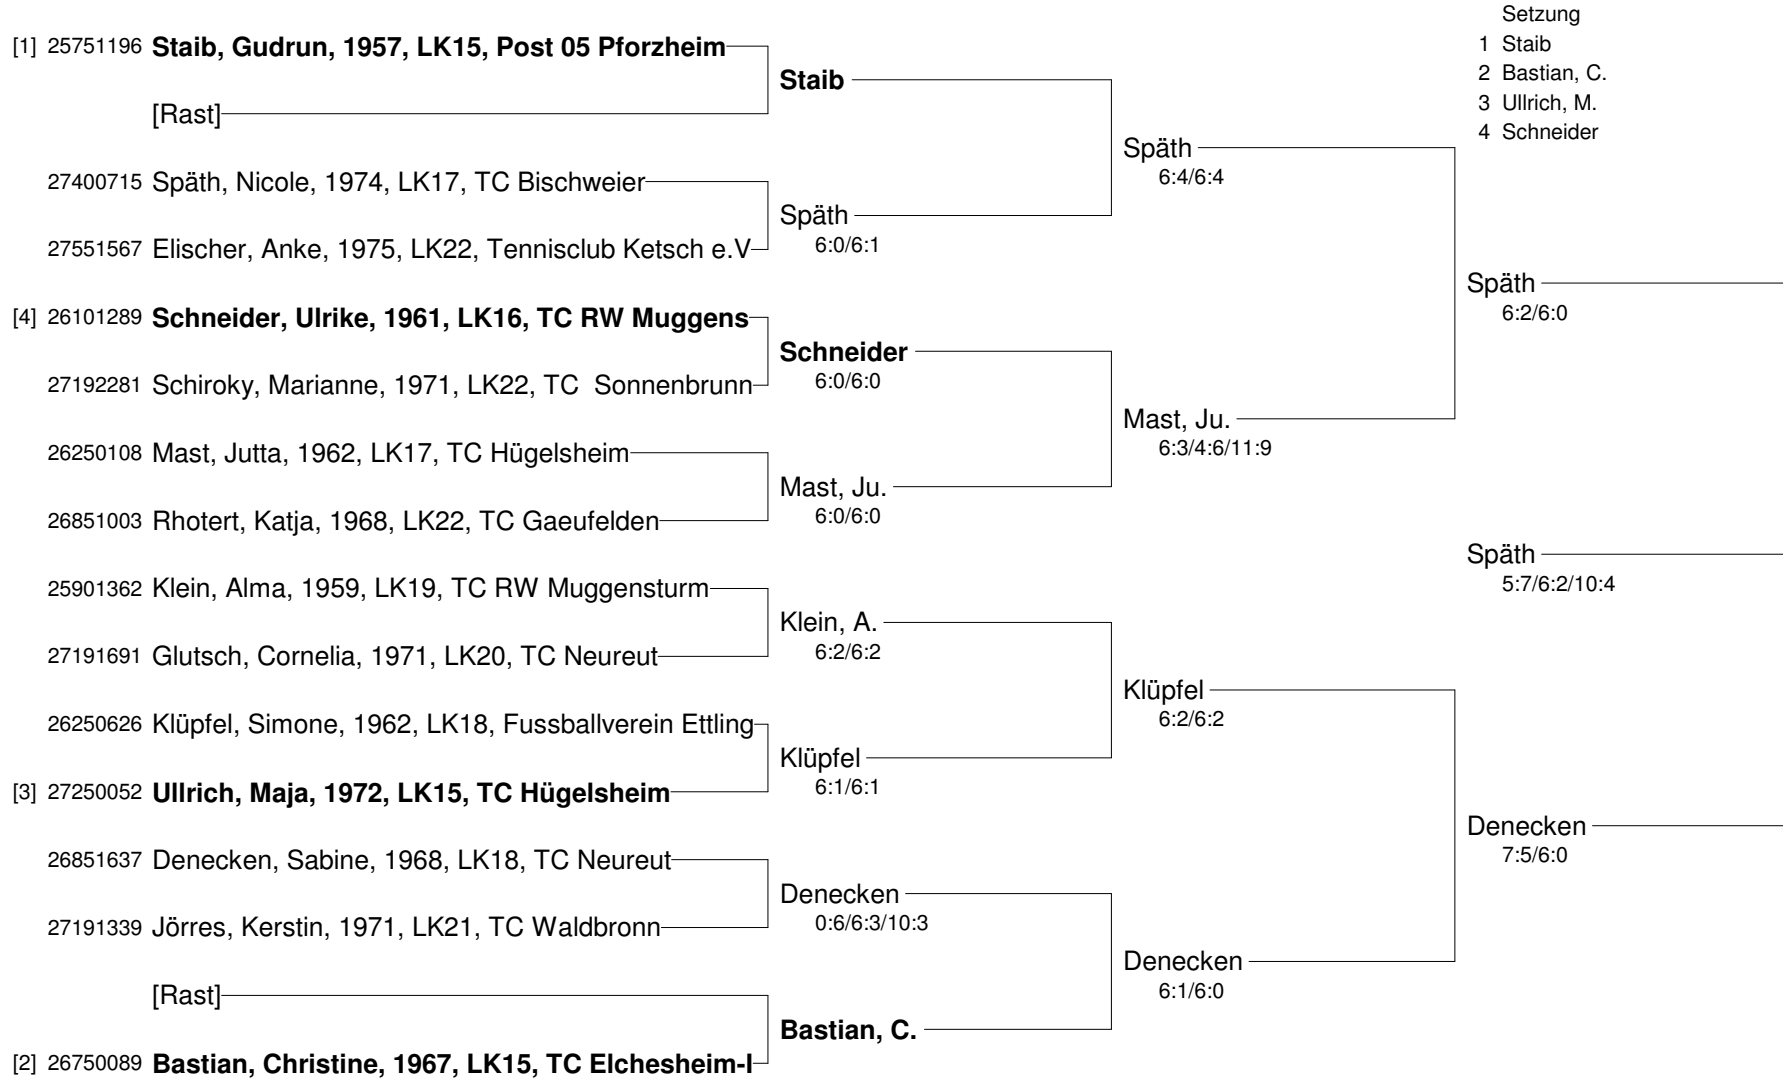 Setzung
1 Staib
2 Bastian, C.
3 Ullrich, M.
4 Schneider
[1] 25751196 Staib, Gudrun, 1957, LK15, Post 05 Pforzheim
[Rast]
27400715 Späth, Nicole, 1974, LK17, TC Bischweier
27551567 Elischer, Anke, 1975, LK22, Tennisclub Ketsch e.V
[4] 26101289 Schneider, Ulrike, 1961, LK16, TC RW Muggens
27192281 Schiroky, Marianne, 1971, LK22, TC  Sonnenbrunn
26250108 Mast, Jutta, 1962, LK17, TC Hügelsheim
26851003 Rhotert, Katja, 1968, LK22, TC Gaeufelden
25901362 Klein, Alma, 1959, LK19, TC RW Muggensturm
27191691 Glutsch, Cornelia, 1971, LK20, TC Neureut
26250626 Klüpfel, Simone, 1962, LK18, Fussballverein Ettling
[3] 27250052 Ullrich, Maja, 1972, LK15, TC Hügelsheim
26851637 Denecken, Sabine, 1968, LK18, TC Neureut
27191339 Jörres, Kerstin, 1971, LK21, TC Waldbronn
[Rast]
[2] 26750089 Bastian, Christine, 1967, LK15, TC Elchesheim-I
Staib
Späth
6:0/6:1
Schneider
6:0/6:0
Mast, Ju.
6:0/6:0
Klein, A.
6:2/6:2
Klüpfel
6:1/6:1
Denecken
0:6/6:3/10:3
Bastian, C.
Späth
6:4/6:4
Mast, Ju.
6:3/4:6/11:9
Klüpfel
6:2/6:2
Denecken
6:1/6:0
Späth
6:2/6:0
Späth
5:7/6:2/10:4
Denecken
7:5/6:0